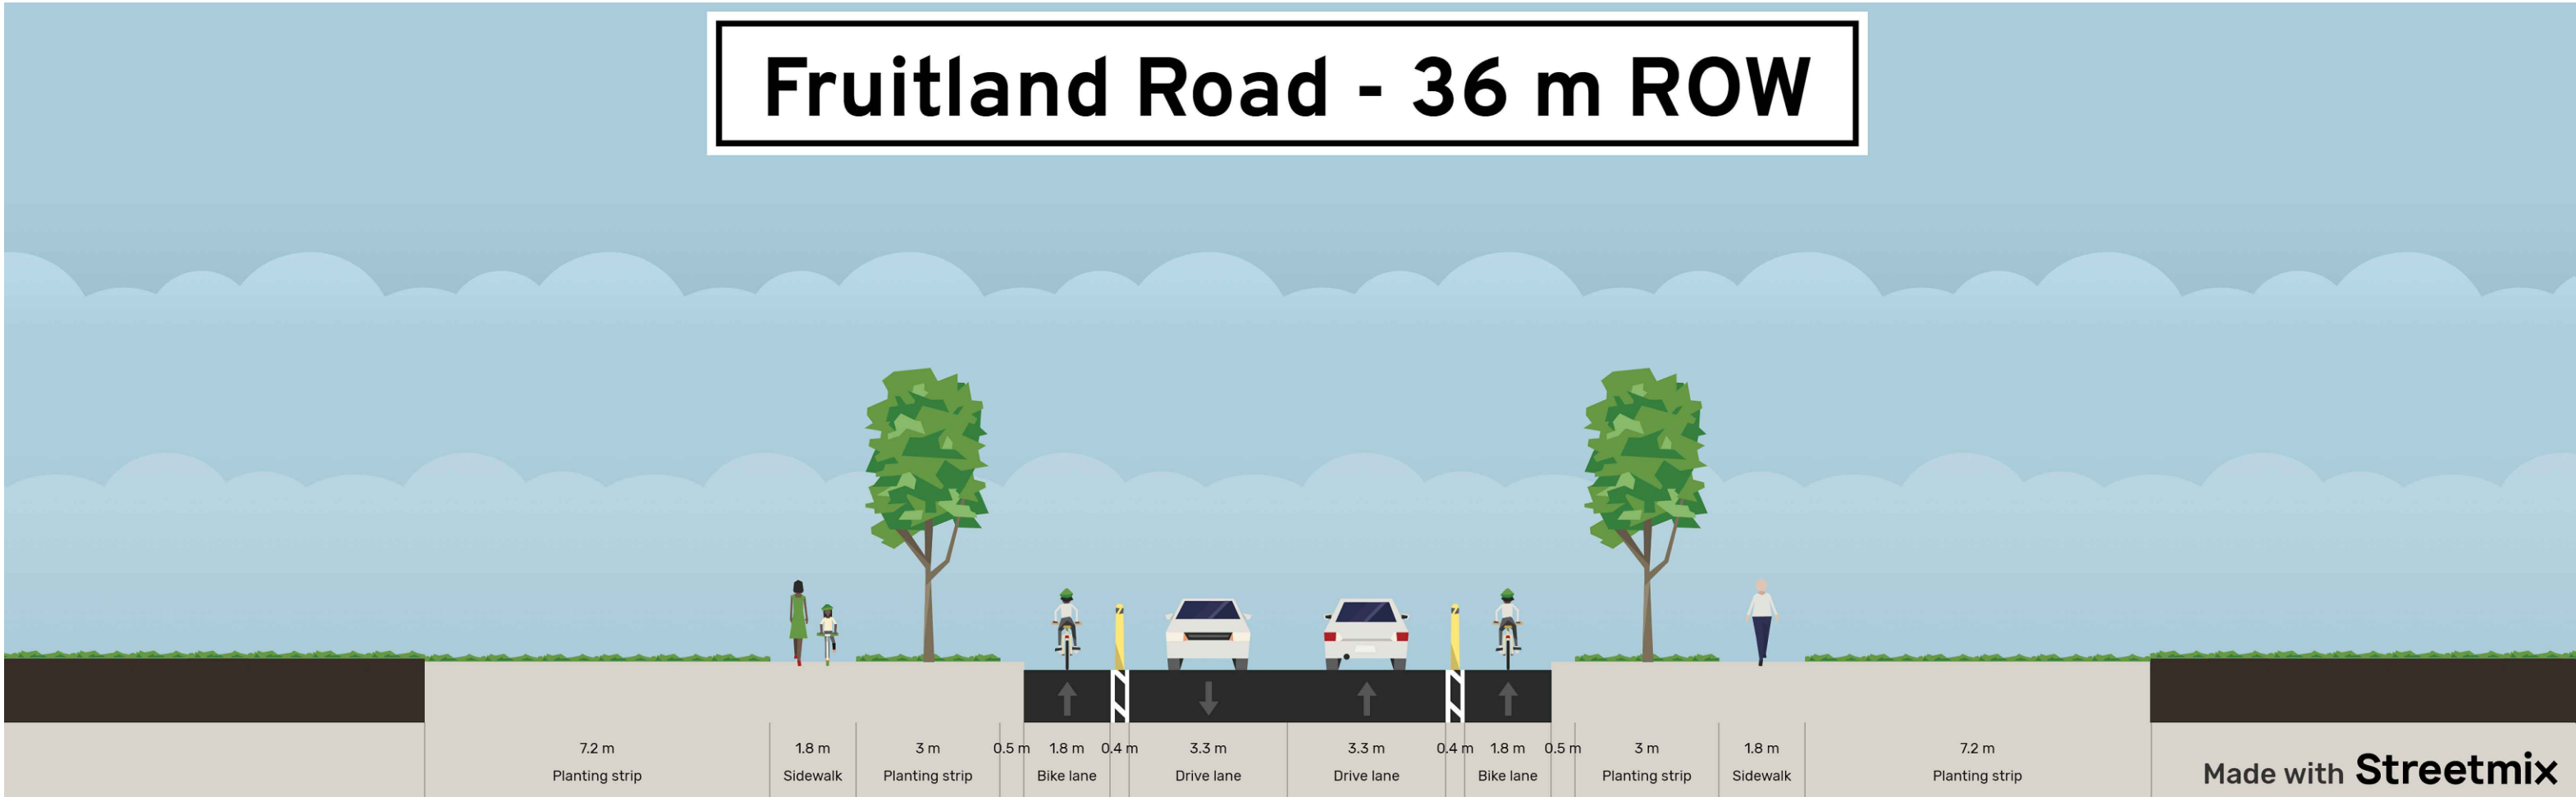 Fruitland Road - 36 m ROW
7.2 m 1.8 m 3 m 0.5 m 1.8 m 0.4 m 3.3 m 3.3 m 0.4 m 1.8 m 0.5 m 3 m 1.8 m 7.2 m
Planting strip Sidewalk Planting strip Bike lane Drive lane Drive lane Bike lane Planting strip Sidewalk Planting strip
Made with Streetmix